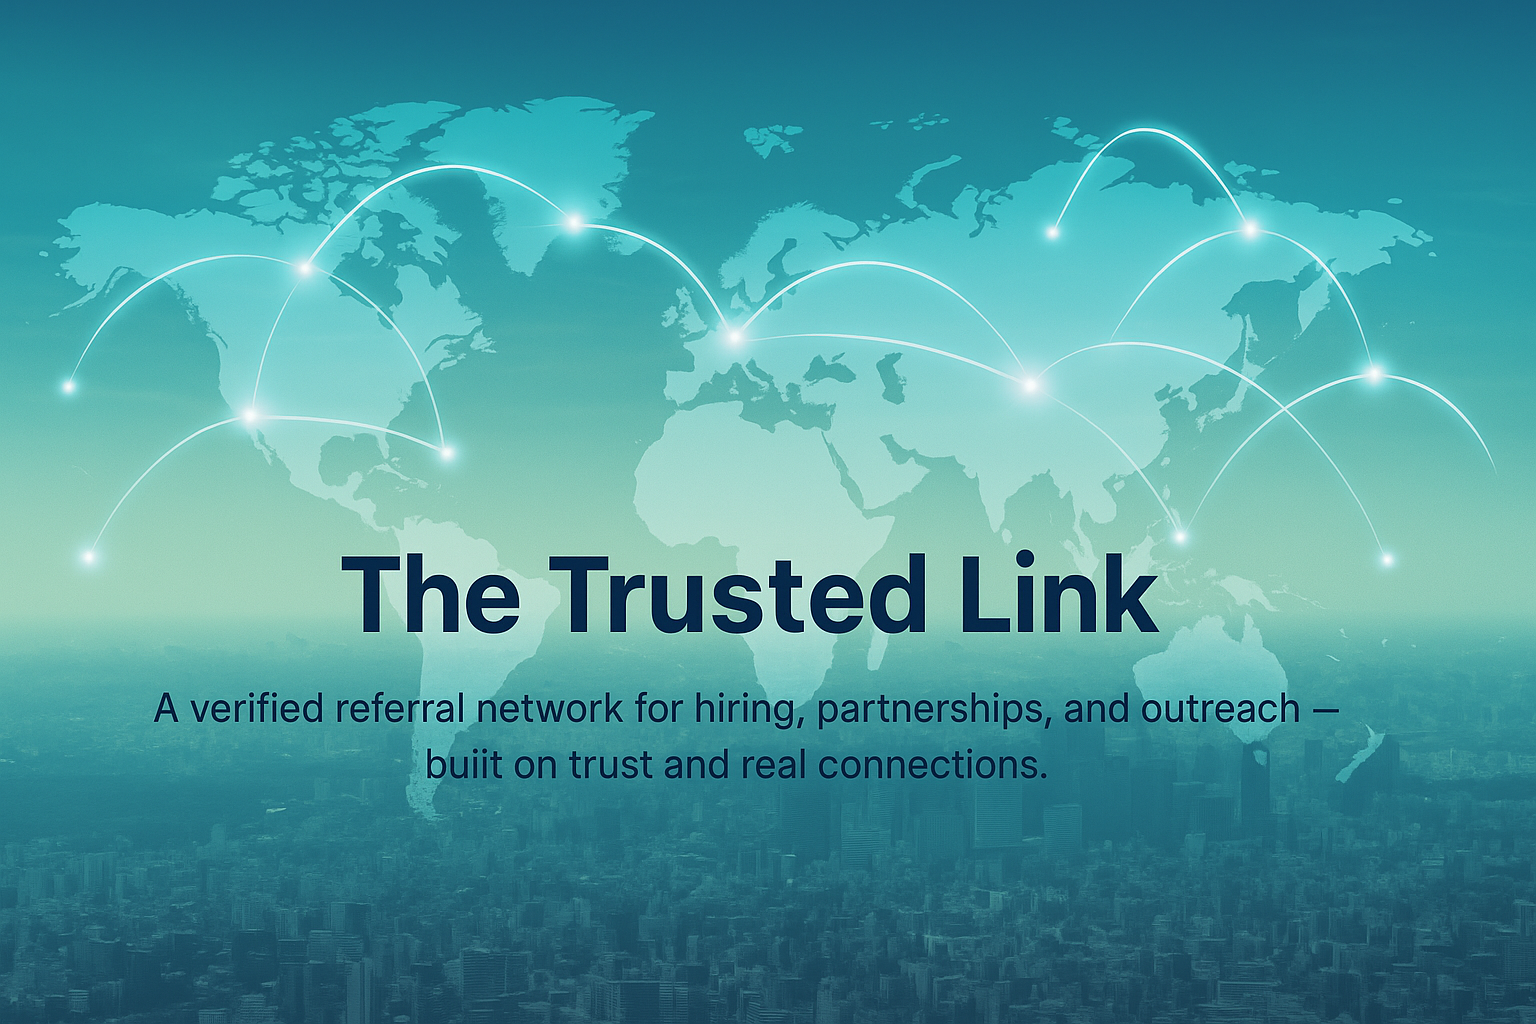 The Trusted Link
A verified referral network for hiring, partnerships, and outreach –
buiit on trust and real connections.